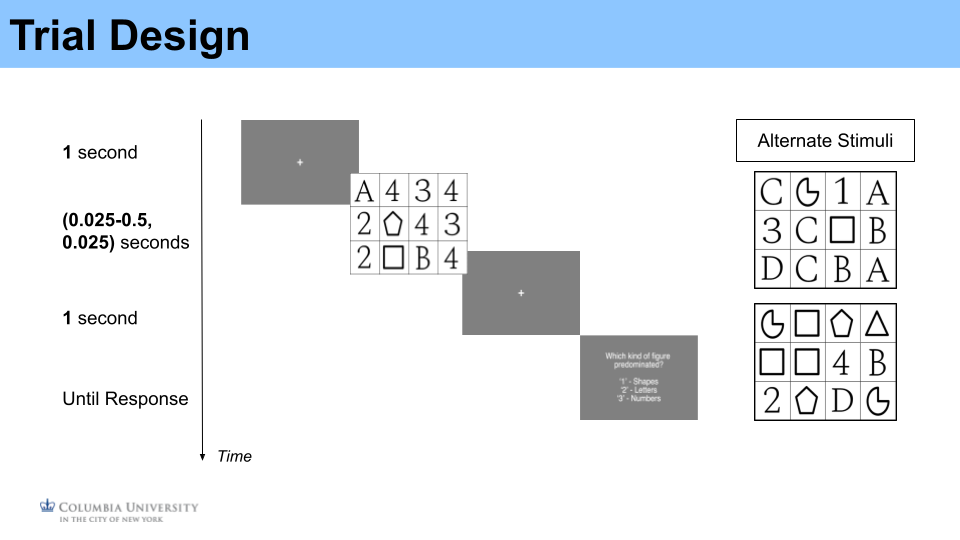 Trial Design
1 second
(0.025-0.5,
0.025) seconds
1 second
Until Response
Time
+
A 4 3 4
2 4 3
2 B 4
+
Which kind of figure
predominated?
'1' - Shapes
'2' - Letters
'3' - Numbers
Alternate Stimuli
C 1 A
3 C B
D C B A
4 B
2 D
COLUMBIA UNIVERSITY
IN THE CITY OF NEW YORK